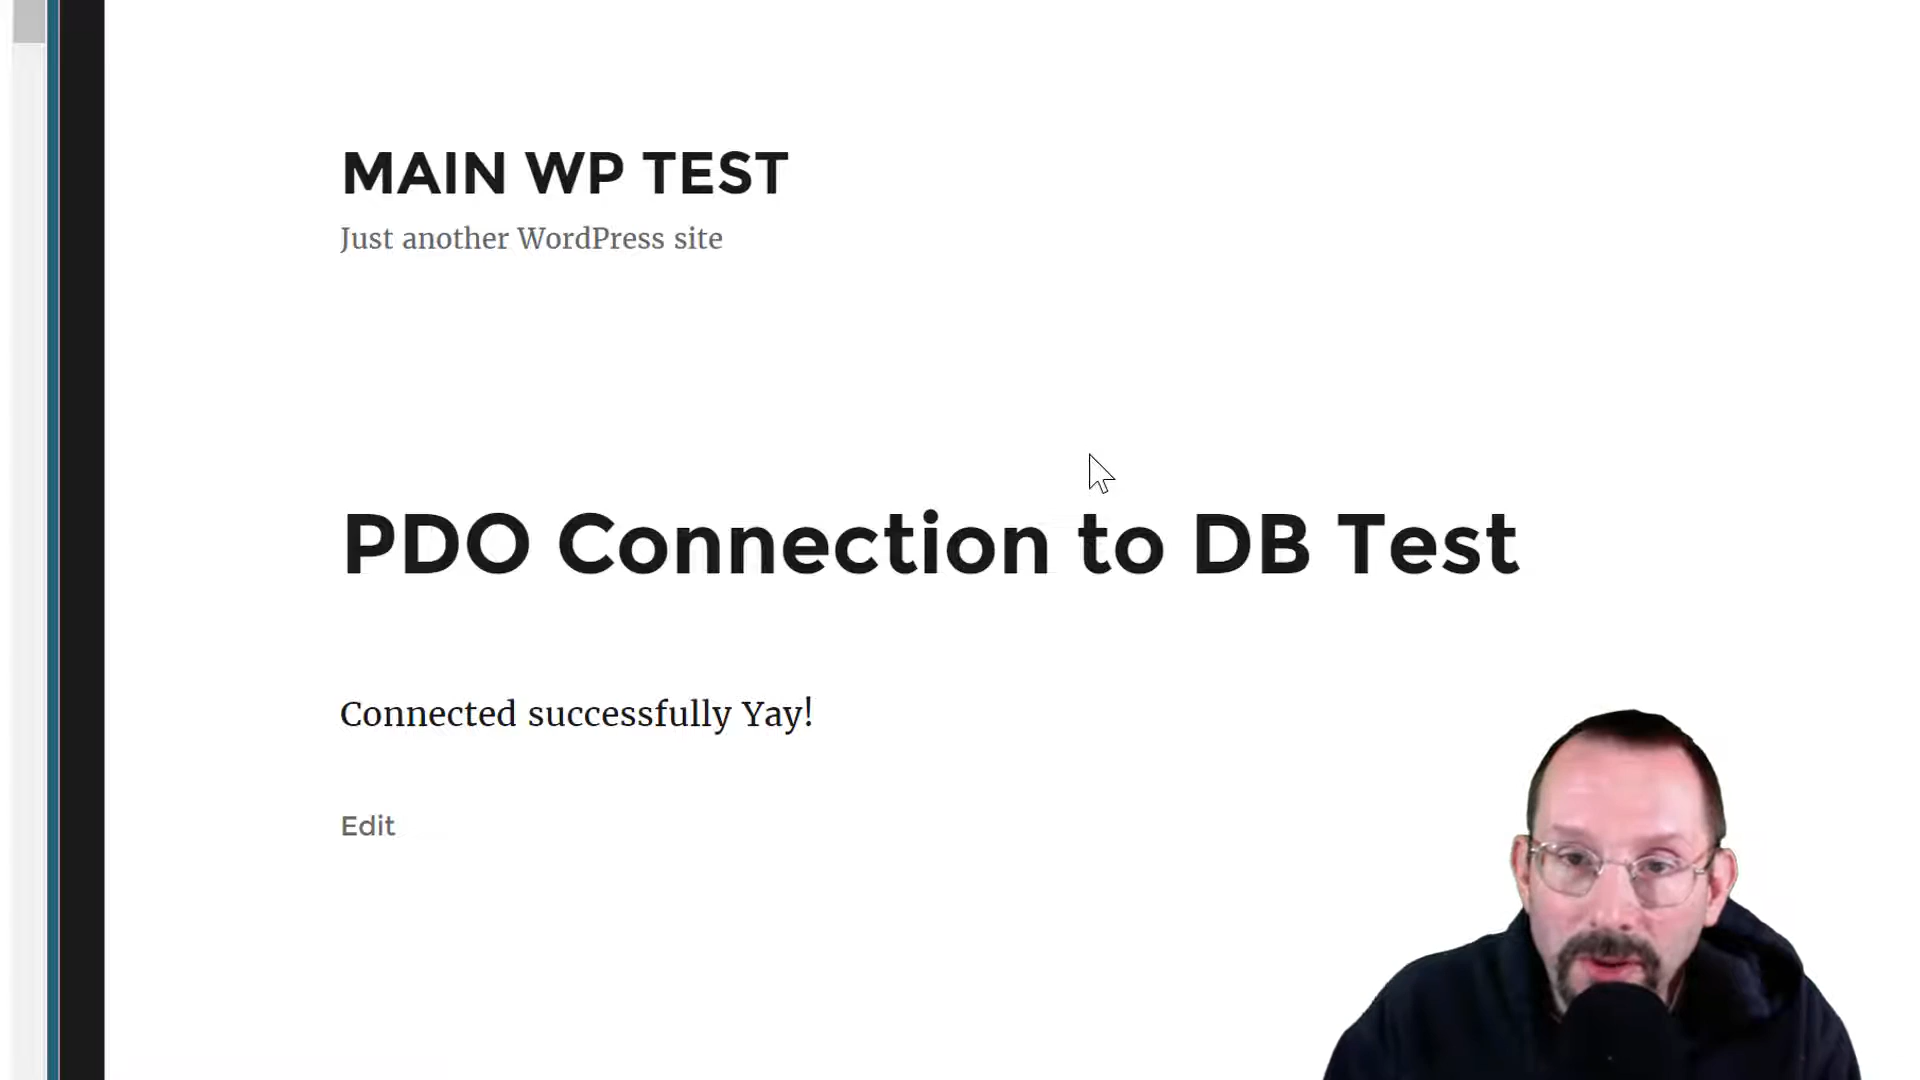 MAIN WP TEST
Just another WordPress site
PDO Connection to DB Test
Connected successfully Yay!
Edit